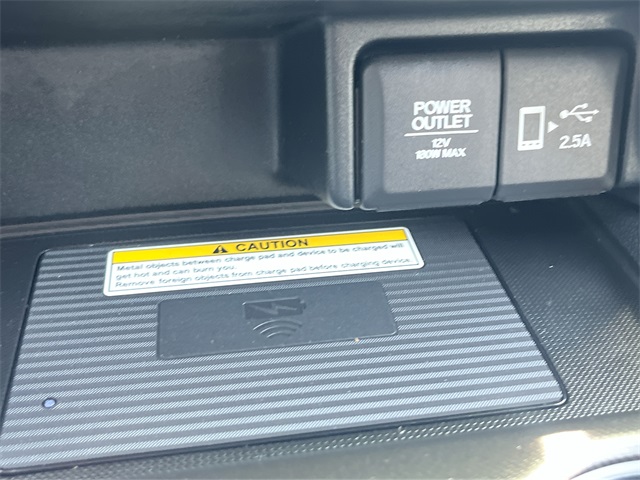 POWER
OUTLET
12V
180W MAX
2.5A
CAUTION
Metal objects between charge pad and device to be charged will
get hot and can burn you.
Remove foreign objects from charge pad before charging device